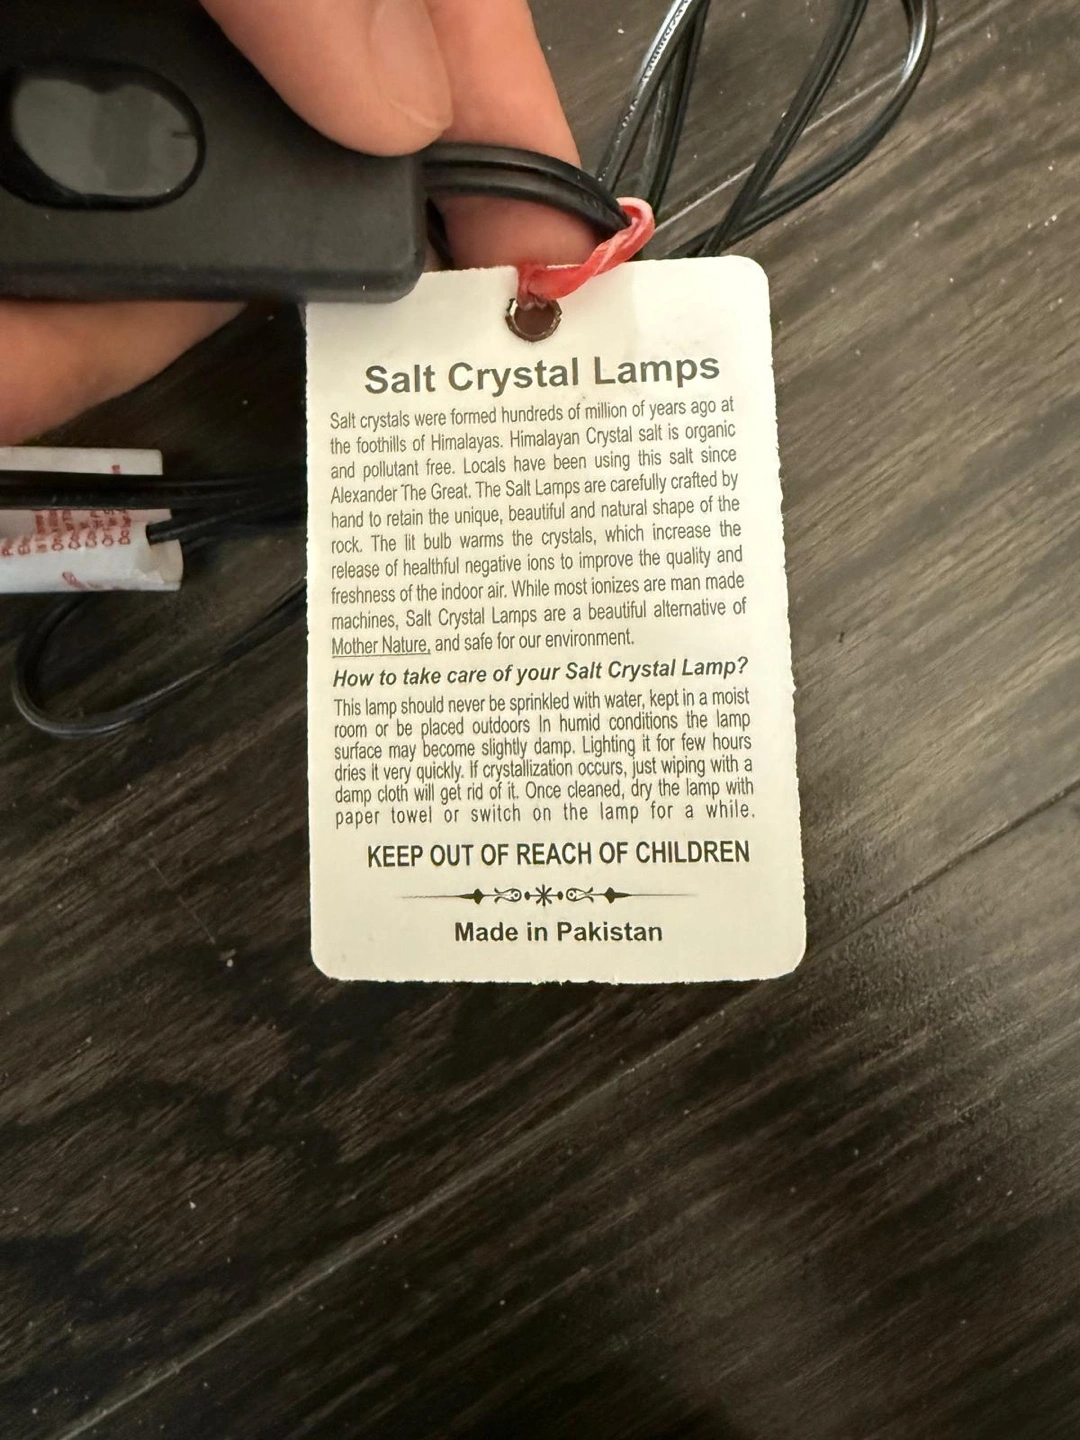 Salt Crystal Lamps
Salt crystals were formed hundreds of million of years ago at
the foothills of Himalayas. Himalayan Crystal salt is organic
and pollutant free. Locals have been using this salt since
Alexander The Great. The Salt Lamps are carefully crafted by
hand to retain the unique, beautiful and natural shape of the
rock. The lit bulb warms the crystals, which increase the
release of healthful negative ions to improve the quality and
freshness of the indoor air. While most ionizes are man made
machines, Salt Crystal Lamps are a beautiful alternative of
Mother Nature, and safe for our environment.
How to take care of your Salt Crystal Lamp?
This lamp should never be sprinkled with water, kept in a moist
room or be placed outdoors In humid conditions the lamp
surface may become slightly damp. Lighting it for few hours
dries it very quickly. If crystallization occurs, just wiping with a
damp cloth will get rid of it. Once cleaned, dry the lamp with
paper towel or switch on the lamp for a while.
KEEP OUT OF REACH OF CHILDREN
Made in Pakistan